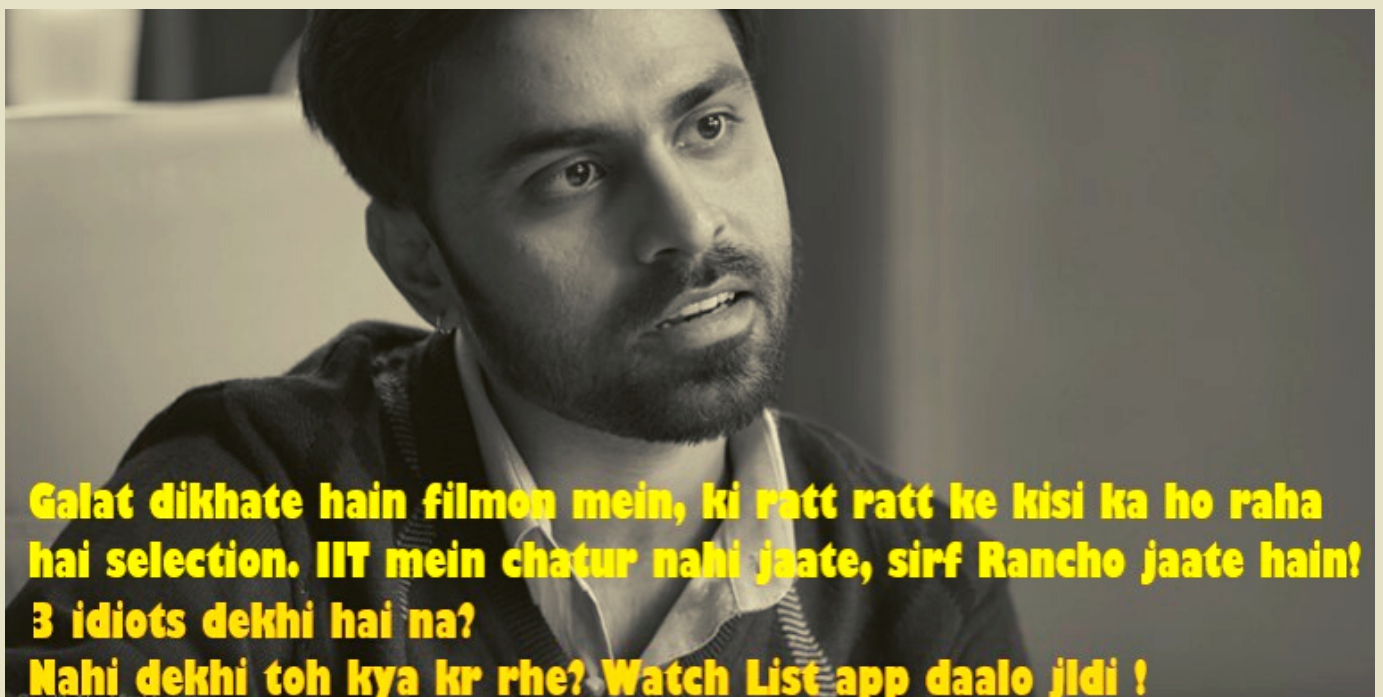 Galat dikhate hain filmon mein, ki ratt ratt ke kisi ka ho raha
hai selection. IIT mein chatur nahi jaate, sirf Rancho jaate hain!
3 idiots dekhi hai na?
Nahi dekhi toh kya kr rhe? Watch List app daalo jldi !